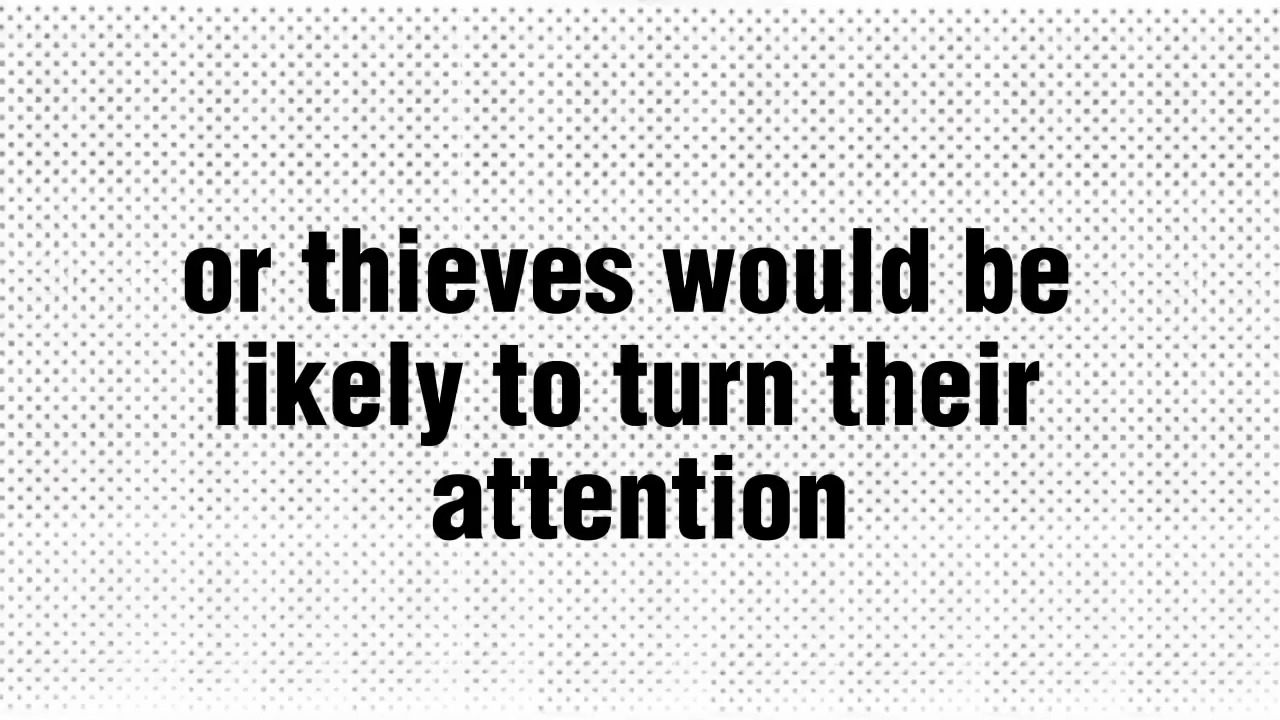 or thieves would be
likely to turn their
attention